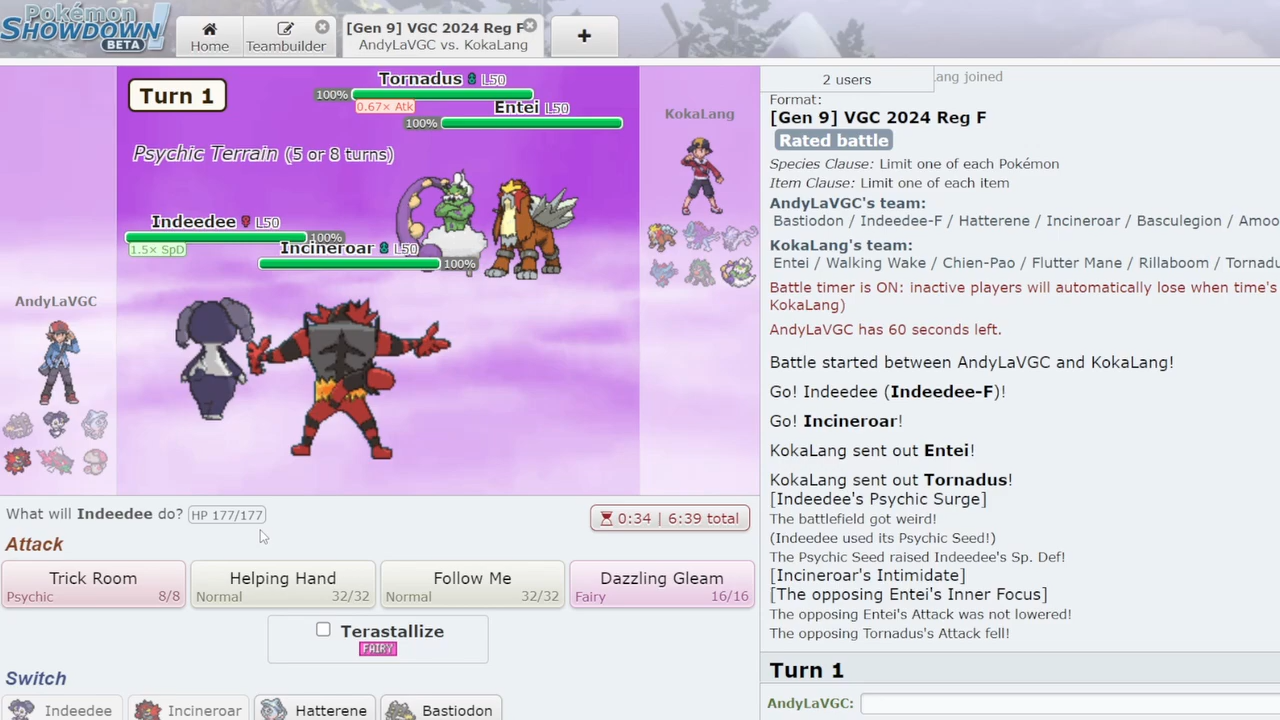 Pokémon
SHOWDOWN!
BETA
Home
Teambuilder
[Gen 9] VGC 2024 Reg F
AndyLaVGC vs. KokaLang
+
Turn 1
Tornadus L50
100%
0.67× Atk
Entei L50
100%
Psychic Terrain (5 or 8 turns)
Indeedee L50
100%
1.5× SpD
Incineroar L50
100%
AndyLaVGC
KokaLang
2 users
ang joined
Format:
[Gen 9] VGC 2024 Reg F
Rated battle
Species Clause: Limit one of each Pokémon
Item Clause: Limit one of each item
AndyLaVGC's team:
Bastiodon / Indeedee-F / Hatterene / Incineroar / Basculegion / Amoo
KokaLang's team:
Entei / Walking Wake / Chien-Pao / Flutter Mane / Rillaboom / Tornadu
Battle timer is ON: inactive players will automatically lose when time's
KokaLang)
AndyLaVGC has 60 seconds left.
Battle started between AndyLaVGC and KokaLang!
Go! Indeedee (Indeedee-F)!
Go! Incineroar!
KokaLang sent out Entei!
KokaLang sent out Tornadus!
[Indeedee's Psychic Surge]
The battlefield got weird!
(Indeedee used its Psychic Seed!)
The Psychic Seed raised Indeedee's Sp. Def!
[Incineroar's Intimidate]
[The opposing Entei's Inner Focus]
The opposing Entei's Attack was not lowered!
The opposing Tornadus's Attack fell!
Turn 1
AndyLaVGC:
What will Indeedee do? HP 177/177
0:34 | 6:39 total
Attack
Trick Room
Psychic 8/8
Helping Hand
Normal 32/32
Follow Me
Normal 32/32
Dazzling Gleam
Fairy 16/16
Terastallize
FAIRY
Switch
Indeedee
Incineroar
Hatterene
Bastiodon